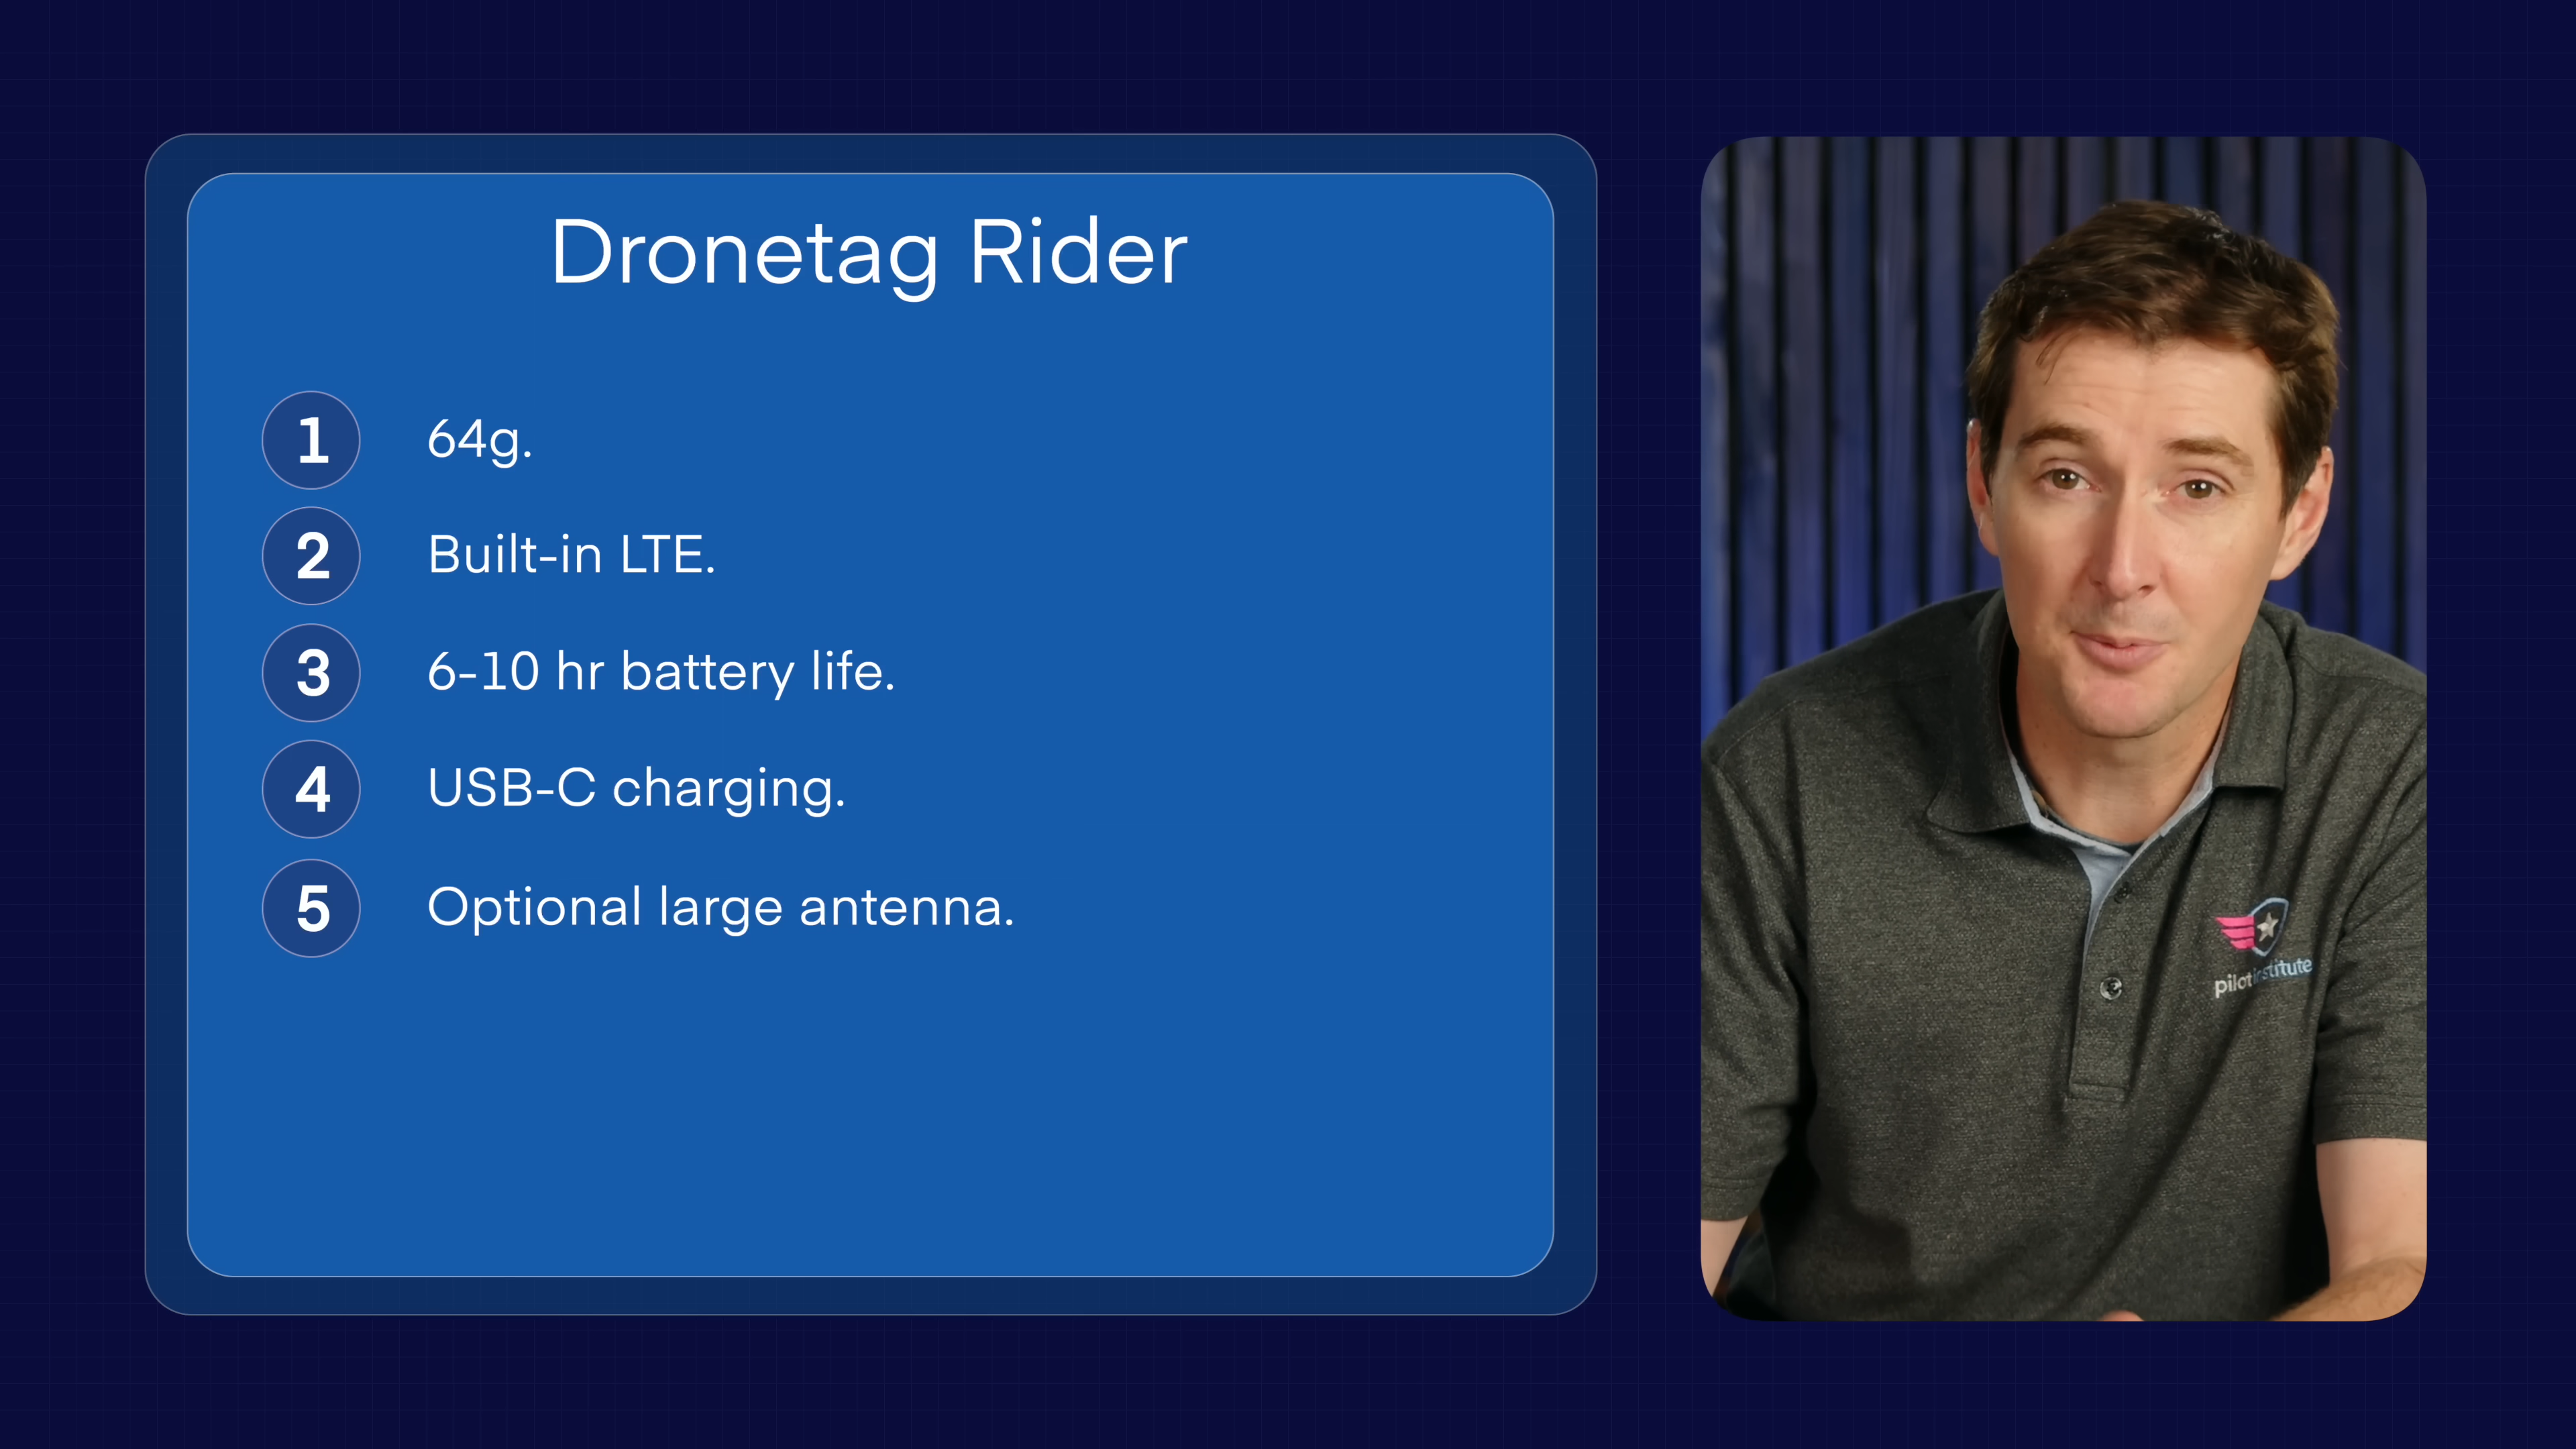 Dronetag Rider
1 64g.
2 Built-in LTE.
3 6-10 hr battery life.
4 USB-C charging.
5 Optional large antenna.
pilot institute